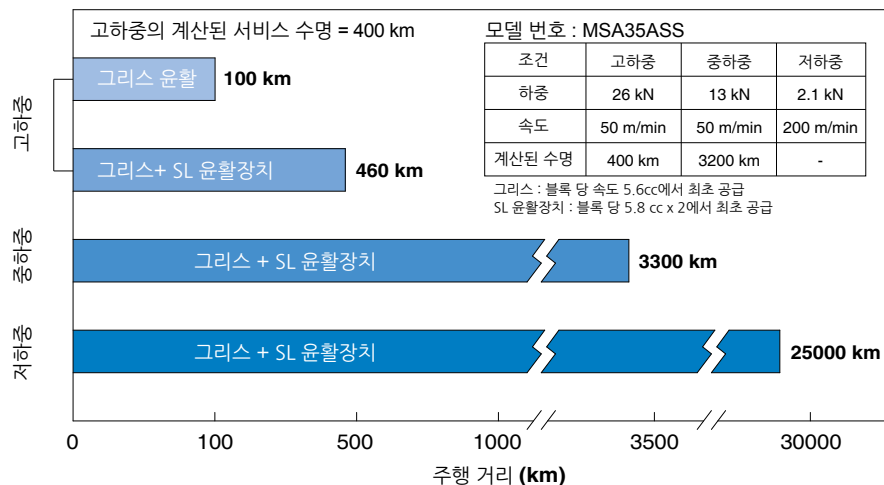 고하중의 계산된 서비스 수명 = 400 km
모델 번호 : MSA35ASS
조건 고하중 중하중 저하중
하중 26 kN 13 kN 2.1 kN
속도 50 m/min 50 m/min 200 m/min
계산된 수명 400 km 3200 km -
그리스 : 블록 당 속도 5.6cc에서 최초 공급
SL 윤활장치 : 블록 당 5.8 cc x 2에서 최초 공급
고하중
그리스 윤활 100 km
그리스+ SL 윤활장치 460 km
중하중
그리스 + SL 윤활장치 3300 km
저하중
그리스 + SL 윤활장치 25000 km
0 100 500 1000 3500 30000
주행 거리 (km)